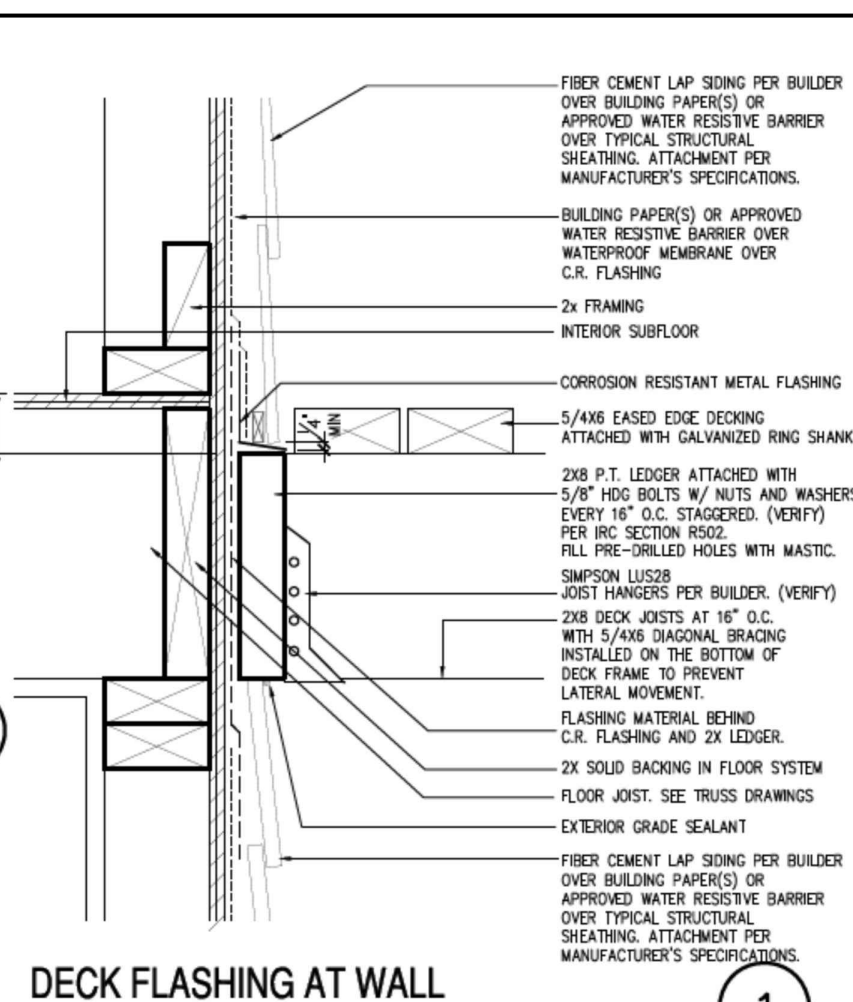 FIBER CEMENT LAP SIDING PER BUILDER
OVER BUILDING PAPER(S) OR
APPROVED WATER RESISTIVE BARRIER
OVER TYPICAL STRUCTURAL
SHEATHING. ATTACHMENT PER
MANUFACTURER'S SPECIFICATIONS.
BUILDING PAPER(S) OR APPROVED
WATER RESISTIVE BARRIER OVER
WATERPROOF MEMBRANE OVER
C.R. FLASHING
2x FRAMING
INTERIOR SUBFLOOR
CORROSION RESISTANT METAL FLASHING
1/4"
MIN
5/4X6 EASED EDGE DECKING
ATTACHED WITH GALVANIZED RING SHANK
2X8 P.T. LEDGER ATTACHED WITH
5/8" HDG BOLTS W/ NUTS AND WASHERS
EVERY 16" O.C. STAGGERED. (VERIFY)
PER IRC SECTION R502.
FILL PRE-DRILLED HOLES WITH MASTIC.
SIMPSON LUS28
JOIST HANGERS PER BUILDER. (VERIFY)
2X8 DECK JOISTS AT 16" O.C.
WITH 5/4X6 DIAGONAL BRACING
INSTALLED ON THE BOTTOM OF
DECK FRAME TO PREVENT
LATERAL MOVEMENT.
FLASHING MATERIAL BEHIND
C.R. FLASHING AND 2X LEDGER.
2X SOLID BACKING IN FLOOR SYSTEM
FLOOR JOIST. SEE TRUSS DRAWINGS
EXTERIOR GRADE SEALANT
FIBER CEMENT LAP SIDING PER BUILDER
OVER BUILDING PAPER(S) OR
APPROVED WATER RESISTIVE BARRIER
OVER TYPICAL STRUCTURAL
SHEATHING. ATTACHMENT PER
MANUFACTURER'S SPECIFICATIONS.
DECK FLASHING AT WALL
1